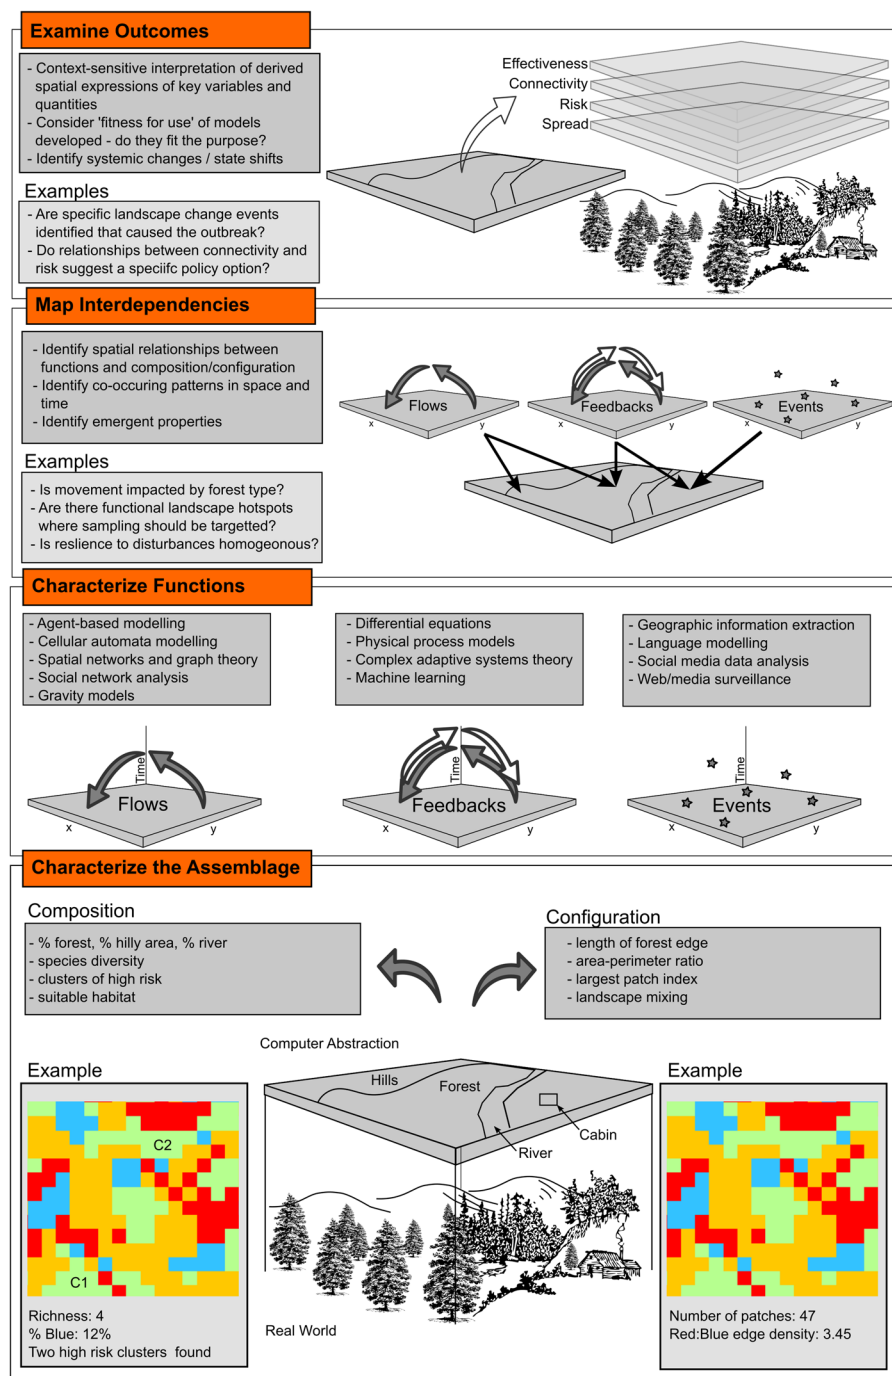 Examine Outcomes
- Context-sensitive interpretation of derived
spatial expressions of key variables and
quantities
- Consider 'fitness for use' of models
developed - do they fit the purpose?
- Identify systemic changes / state shifts
Examples
- Are specific landscape change events
identified that caused the outbreak?
- Do relationships between connectivity and
risk suggest a speciifc policy option?
Effectiveness
Connectivity
Risk
Spread
Map Interdependencies
- Identify spatial relationships between
functions and composition/configuration
- Identify co-occuring patterns in space and
time
- Identify emergent properties
Examples
- Is movement impacted by forest type?
- Are there functional landscape hotspots
where sampling should be targetted?
- Is reslience to disturbances homogeonous?
Flows
x
y
Feedbacks
x
y
Events
x
y
Characterize Functions
- Agent-based modelling
- Cellular automata modelling
- Spatial networks and graph theory
- Social network analysis
- Gravity models
- Differential equations
- Physical process models
- Complex adaptive systems theory
- Machine learning
- Geographic information extraction
- Language modelling
- Social media data analysis
- Web/media surveillance
Time
Flows
x
y
Time
Feedbacks
x
y
Time
Events
x
y
Characterize the Assemblage
Composition
- % forest, % hilly area, % river
- species diversity
- clusters of high risk
- suitable habitat
Configuration
- length of forest edge
- area-perimeter ratio
- largest patch index
- landscape mixing
Example
C2
C1
Richness: 4
% Blue: 12%
Two high risk clusters found
Computer Abstraction
Hills
Forest
Cabin
River
Real World
Example
Number of patches: 47
Red:Blue edge density: 3.45